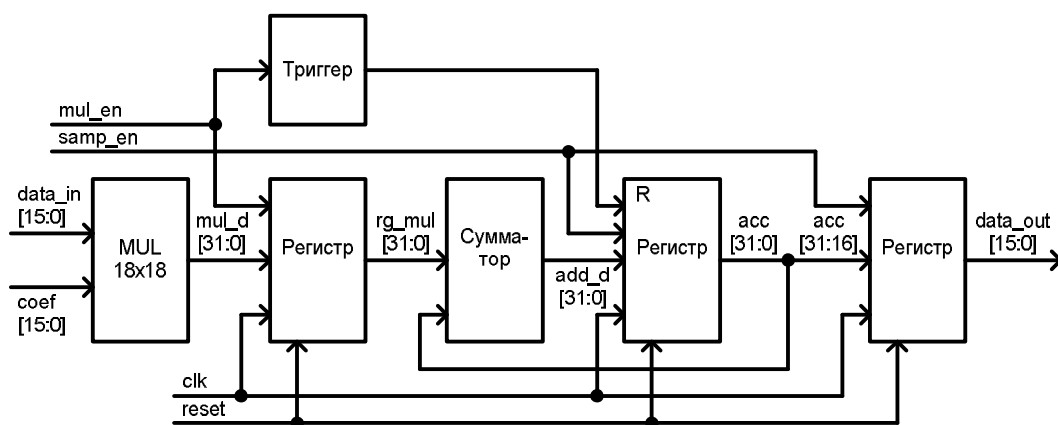 Триггер
mul_en
samp_en
data_in
[15:0]
coef
[15:0]
MUL
18x18
mul_d
[31:0]
Регистр
rg_mul
[31:0]
Сумма-
тор
add_d
[31:0]
R
Регистр
acc
[31:0]
acc
[31:16]
Регистр
data_out
[15:0]
clk
reset